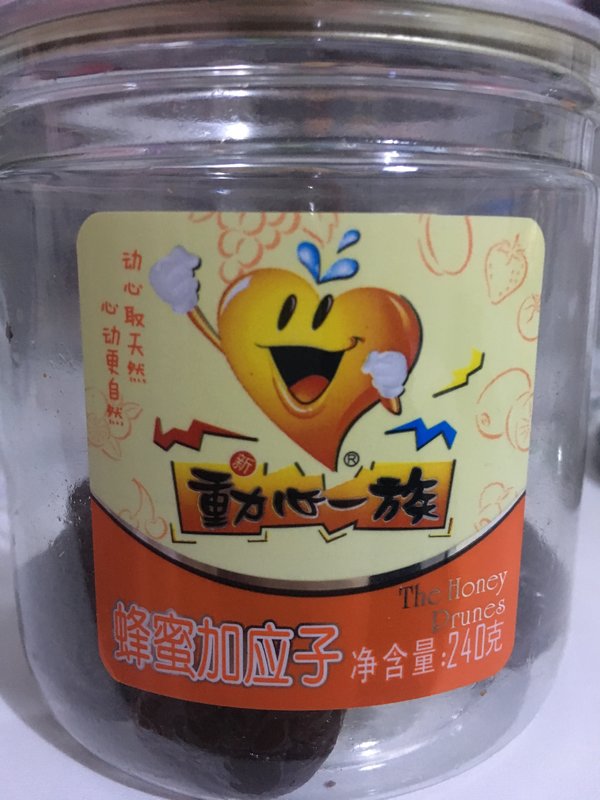 动心取天然
心动更自然
新
®
動心一族
The Honey
Prunes
蜂蜜加应子
净含量:240克